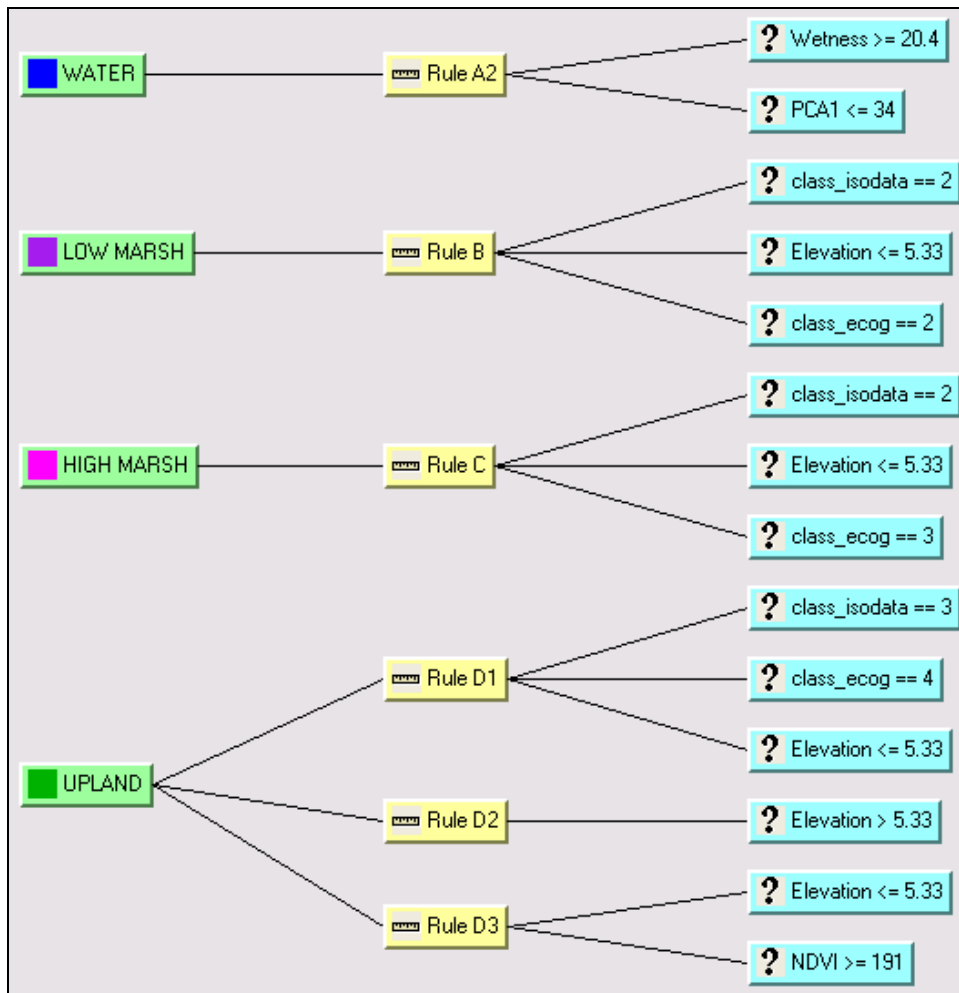 WATER
Rule A2
? Wetness >= 20.4
? PCA1 <= 34
LOW MARSH
Rule B
? class_isodata == 2
? Elevation <= 5.33
? class_ecog == 2
HIGH MARSH
Rule C
? class_isodata == 2
? Elevation <= 5.33
? class_ecog == 3
UPLAND
Rule D1
? class_isodata == 3
? class_ecog == 4
? Elevation <= 5.33
Rule D2
? Elevation > 5.33
Rule D3
? Elevation <= 5.33
? NDVI >= 191